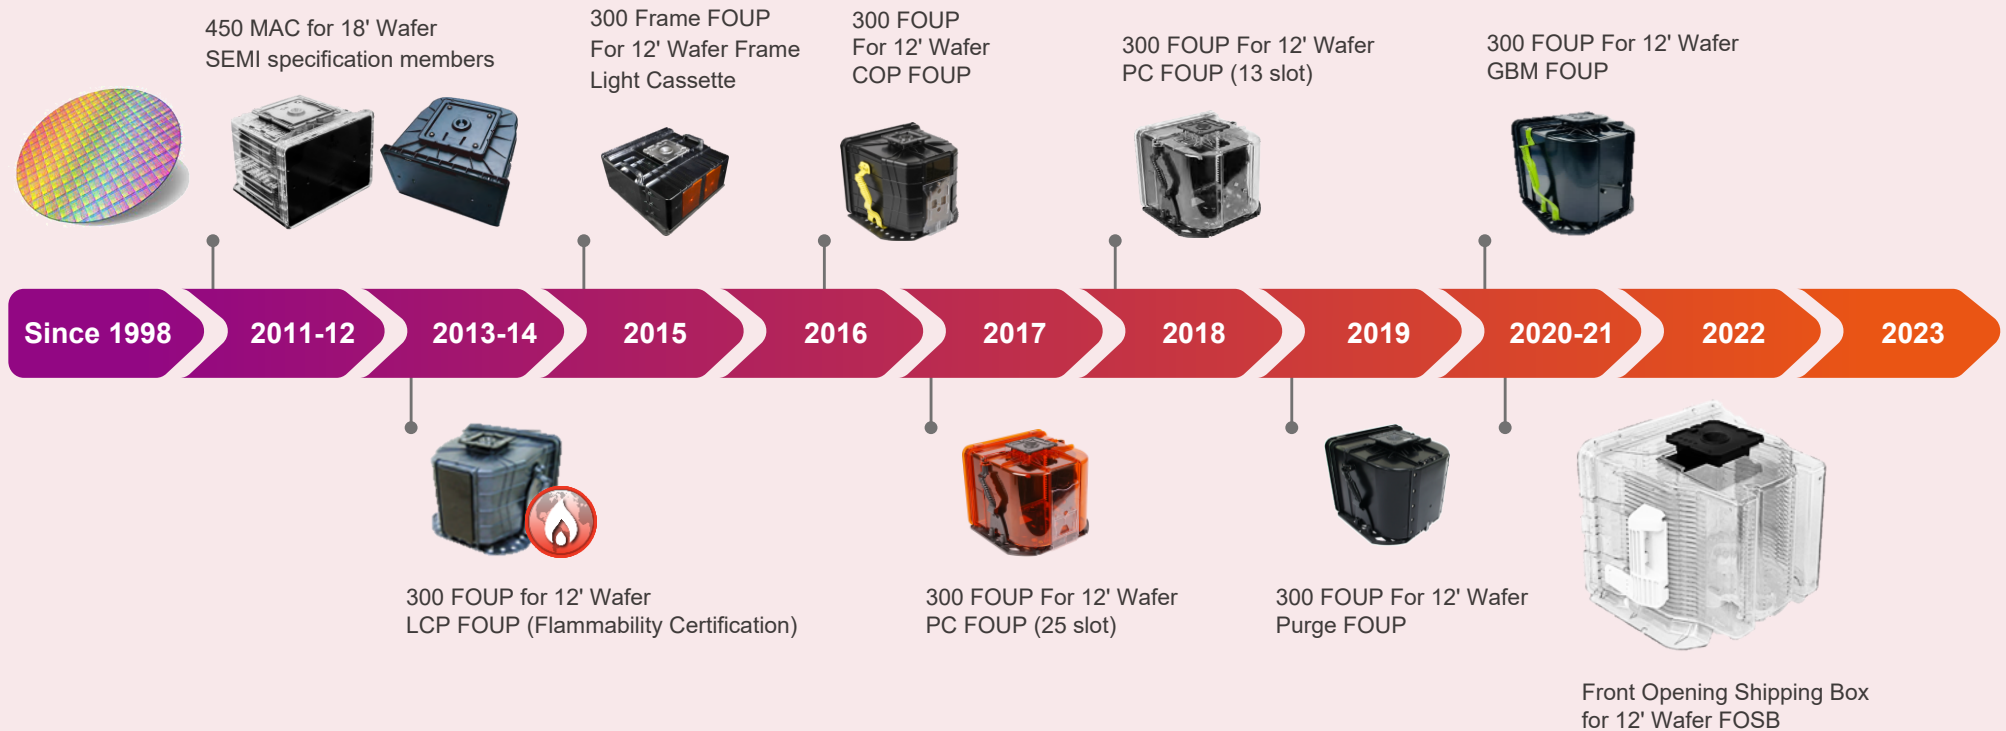 450 MAC for 18' Wafer
SEMI specification members
300 Frame FOUP
For 12' Wafer Frame
Light Cassette
300 FOUP
For 12' Wafer
COP FOUP
300 FOUP For 12' Wafer
PC FOUP (13 slot)
300 FOUP For 12' Wafer
GBM FOUP
Since 1998
2011-12
2013-14
2015
2016
2017
2018
2019
2020-21
2022
2023
300 FOUP for 12' Wafer
LCP FOUP (Flammability Certification)
300 FOUP For 12' Wafer
PC FOUP (25 slot)
300 FOUP For 12' Wafer
Purge FOUP
Front Opening Shipping Box
for 12' Wafer FOSB